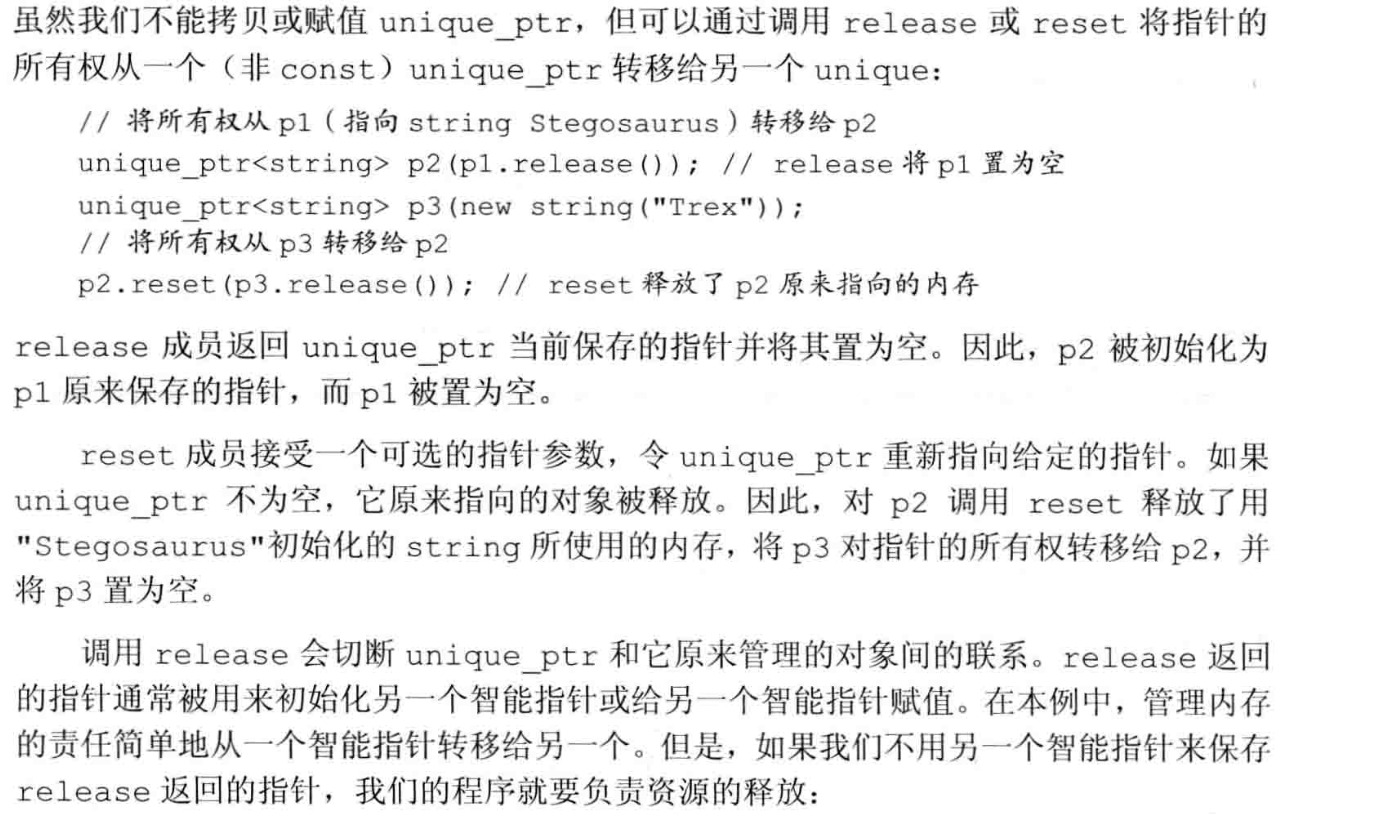 虽然我们不能拷贝或赋值 unique_ptr，但可以通过调用 release 或 reset 将指针的
所有权从一个（非 const）unique_ptr 转移给另一个 unique：
// 将所有权从 p1（指向 string Stegosaurus）转移给 p2
unique_ptr<string> p2(p1.release()); // release 将 p1 置为空
unique_ptr<string> p3(new string("Trex"));
// 将所有权从 p3 转移给 p2
p2.reset(p3.release()); // reset 释放了 p2 原来指向的内存
release 成员返回 unique_ptr 当前保存的指针并将其置为空。因此，p2 被初始化为
p1 原来保存的指针，而 p1 被置为空。
reset 成员接受一个可选的指针参数，令 unique_ptr 重新指向给定的指针。如果
unique_ptr 不为空，它原来指向的对象被释放。因此，对 p2 调用 reset 释放了用
"Stegosaurus"初始化的 string 所使用的内存，将 p3 对指针的所有权转移给 p2，并
将 p3 置为空。
调用 release 会切断 unique_ptr 和它原来管理的对象间的联系。release 返回
的指针通常被用来初始化另一个智能指针或给另一个智能指针赋值。在本例中，管理内存
的责任简单地从一个智能指针转移给另一个。但是，如果我们不用另一个智能指针来保存
release 返回的指针，我们的程序就要负责资源的释放：